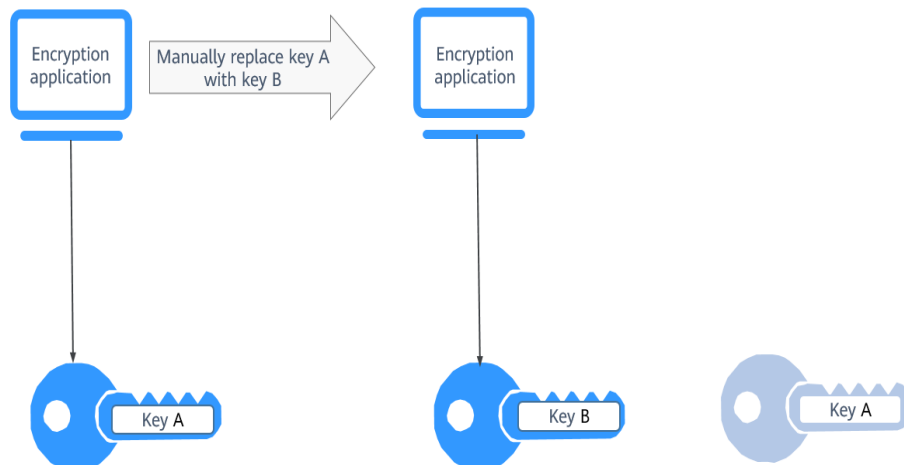 Encryption
application
Manually replace key A
with key B
Encryption
application
Key A
Key B
Key A